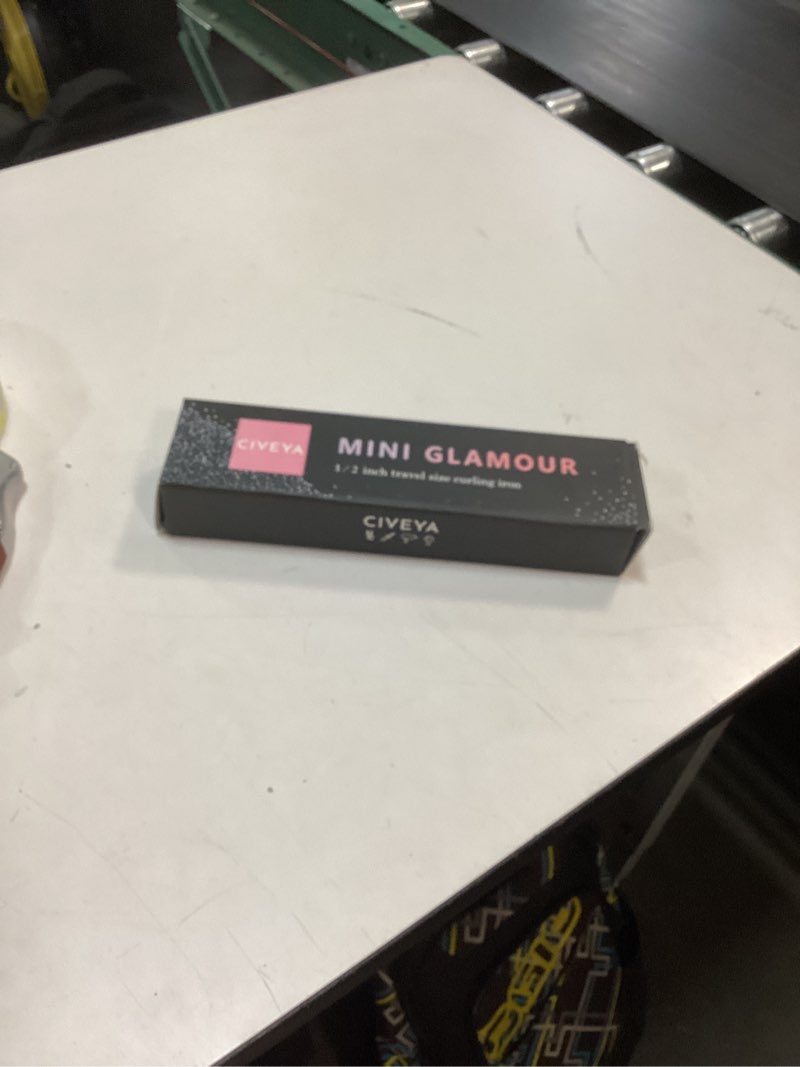 CIVEYA
MINI GLAMOUR
1/2 inch travel size curling iron
CIVEYA